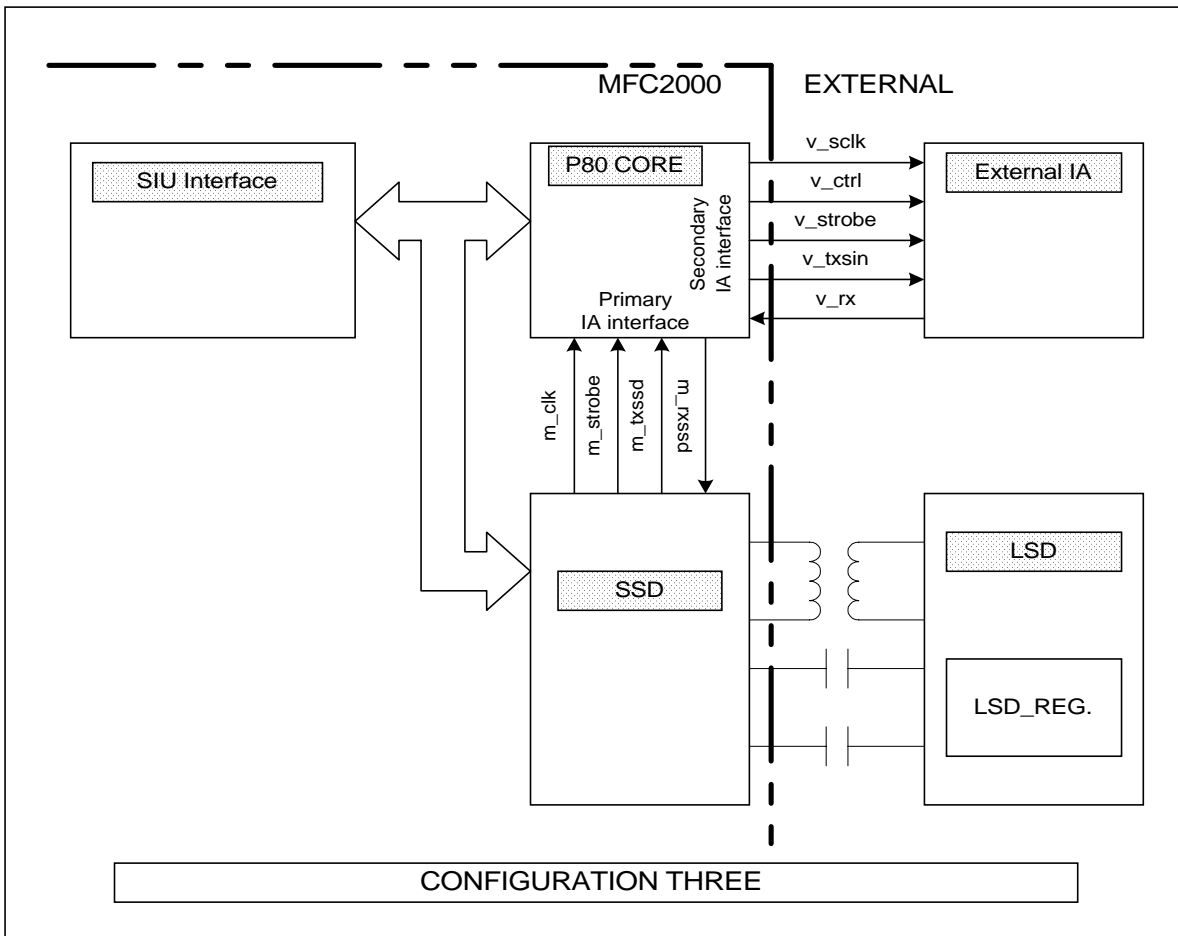 MFC2000
EXTERNAL
SIU Interface
P80 CORE
Secondary
IA interface
Primary
IA interface
v_sclk
v_ctrl
v_strobe
v_txsin
v_rx
External IA
m_clk
m_strobe
m_txssd
m_rxssd
SSD
LSD
LSD_REG.
CONFIGURATION THREE